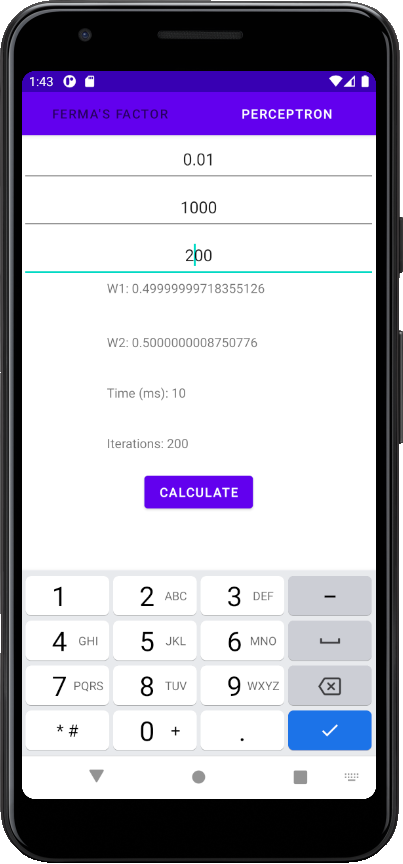 1:43
FERMA'S FACTOR PERCEPTRON
0.01
1000
200
W1: 0.49999999718355126
W2: 0.5000000008750776
Time (ms): 10
Iterations: 200
CALCULATE
1 2 ABC 3 DEF –
4 GHI 5 JKL 6 MNO
7 PQRS 8 TUV 9 WXYZ
* # 0 + .